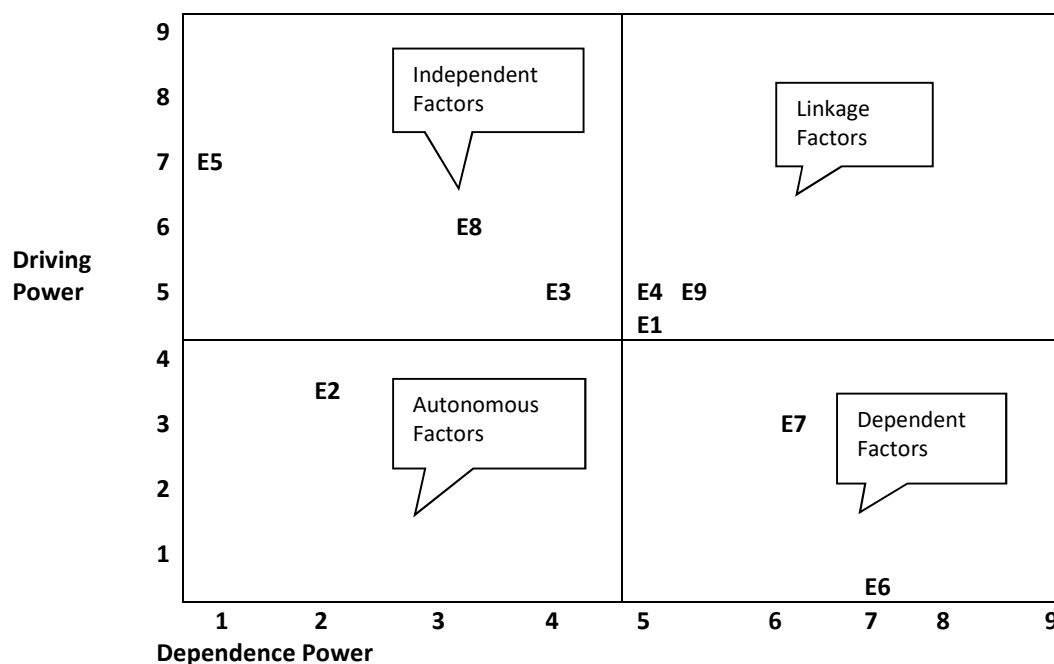 9
Independent
Factors
8
Linkage
Factors
7 E5
6 E8
Driving
Power 5 E3 E4 E9
E1
4
E2
Autonomous
Factors
3 E7
Dependent
Factors
2
1
E6
1 2 3 4 5 6 7 8 9
Dependence Power